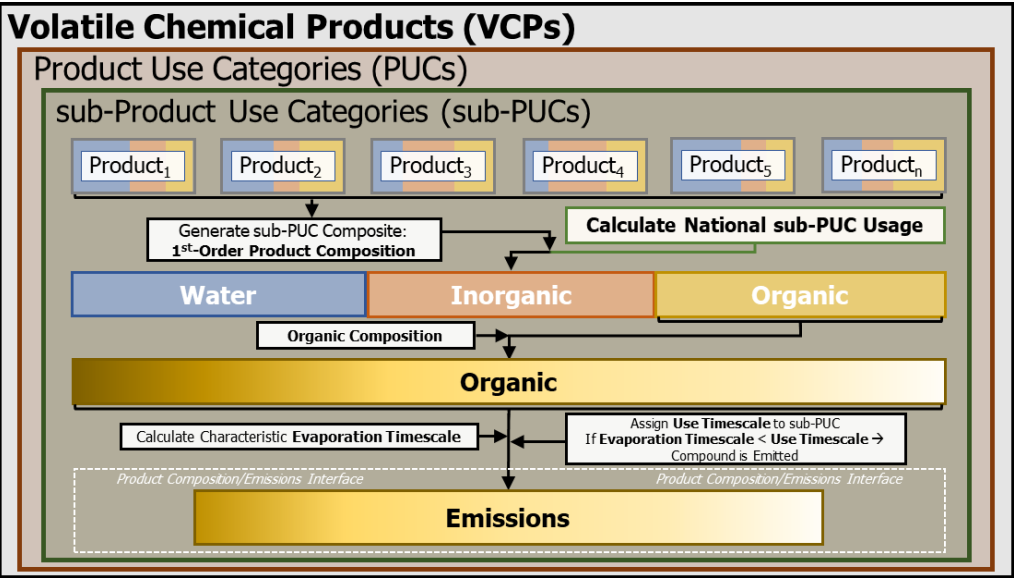 Volatile Chemical Products (VCPs)
Product Use Categories (PUCs)
sub-Product Use Categories (sub-PUCs)
Product₁ Product₂ Product₃ Product₄ Product₅ Productₙ
Generate sub-PUC Composite:
1st-Order Product Composition
Calculate National sub-PUC Usage
Water Inorganic Organic
Organic Composition
Organic
Calculate Characteristic Evaporation Timescale
Assign Use Timescale to sub-PUC
If Evaporation Timescale < Use Timescale →
Compound is Emitted
Product Composition/Emissions Interface Product Composition/Emissions Interface
Emissions